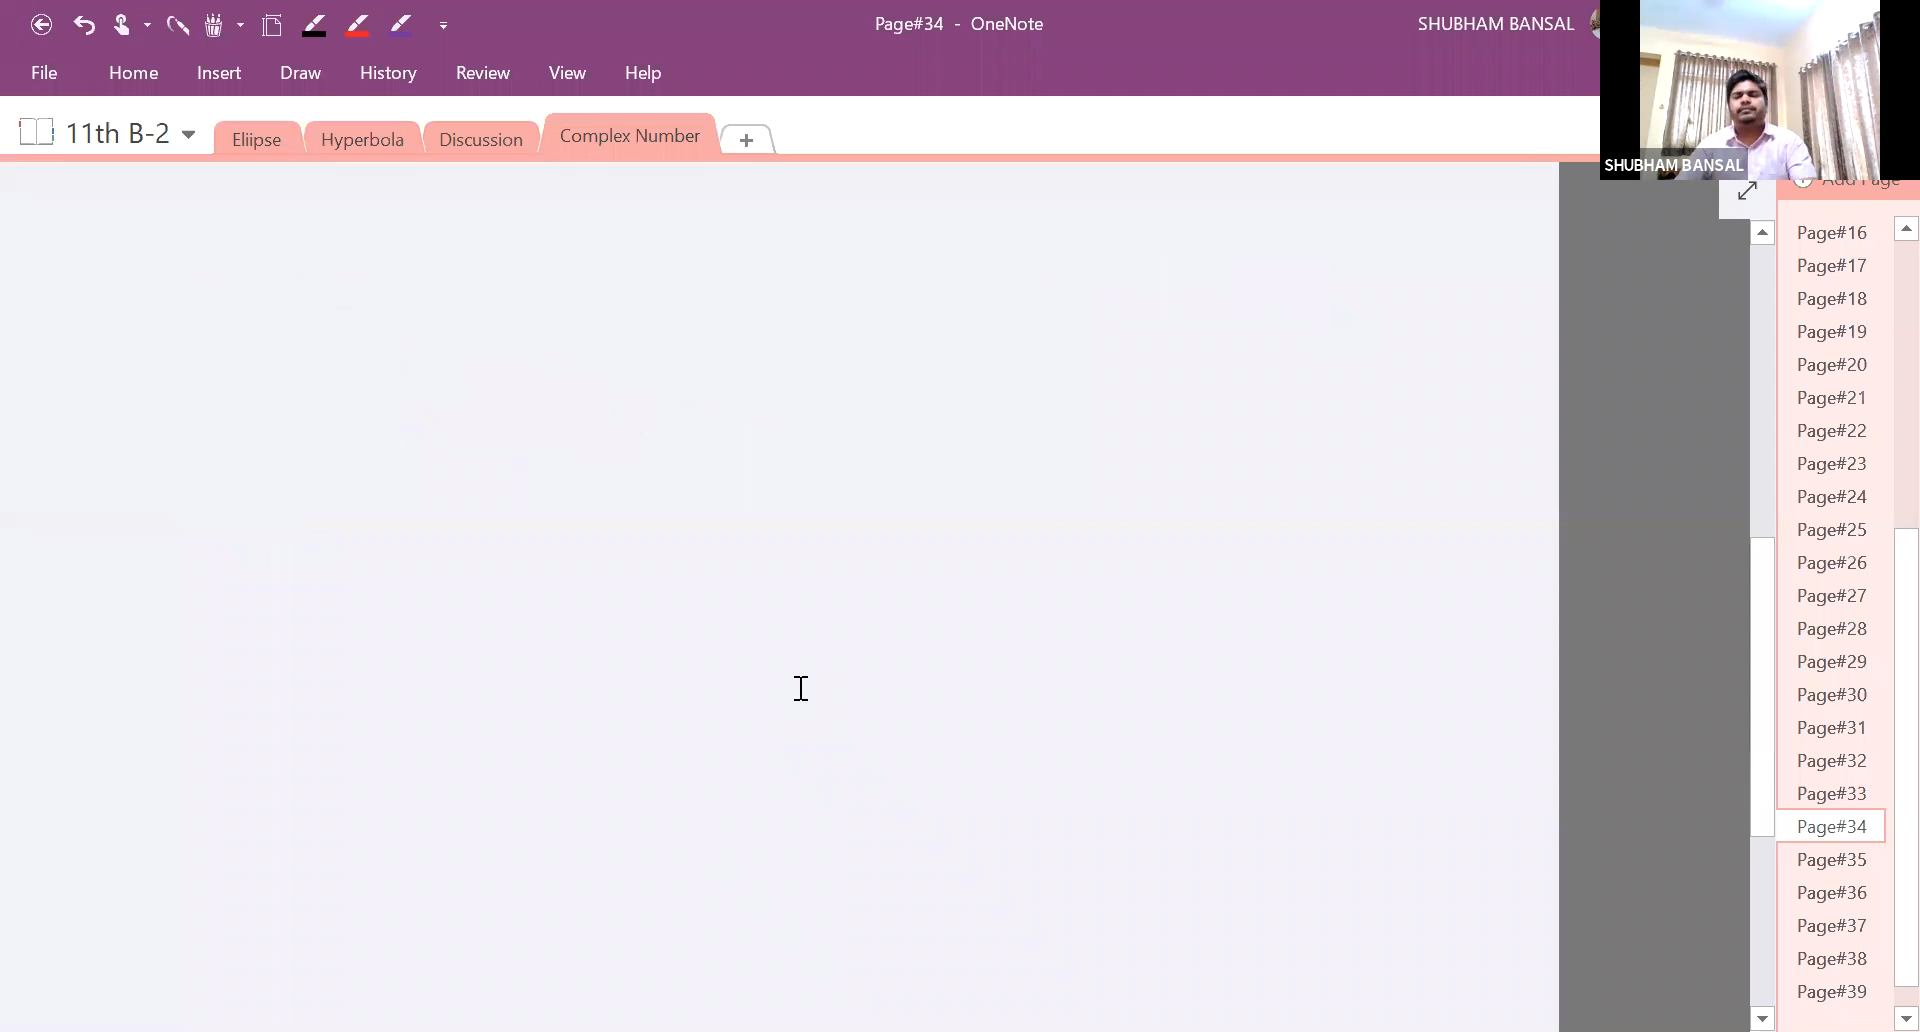 Page#34 - OneNote
SHUBHAM BANSAL
File Home Insert Draw History Review View Help
11th B-2
Eliipse
Hyperbola
Discussion
Complex Number
SHUBHAM BANSAL
Add Page
Page#16
Page#17
Page#18
Page#19
Page#20
Page#21
Page#22
Page#23
Page#24
Page#25
Page#26
Page#27
Page#28
Page#29
Page#30
Page#31
Page#32
Page#33
Page#34
Page#35
Page#36
Page#37
Page#38
Page#39